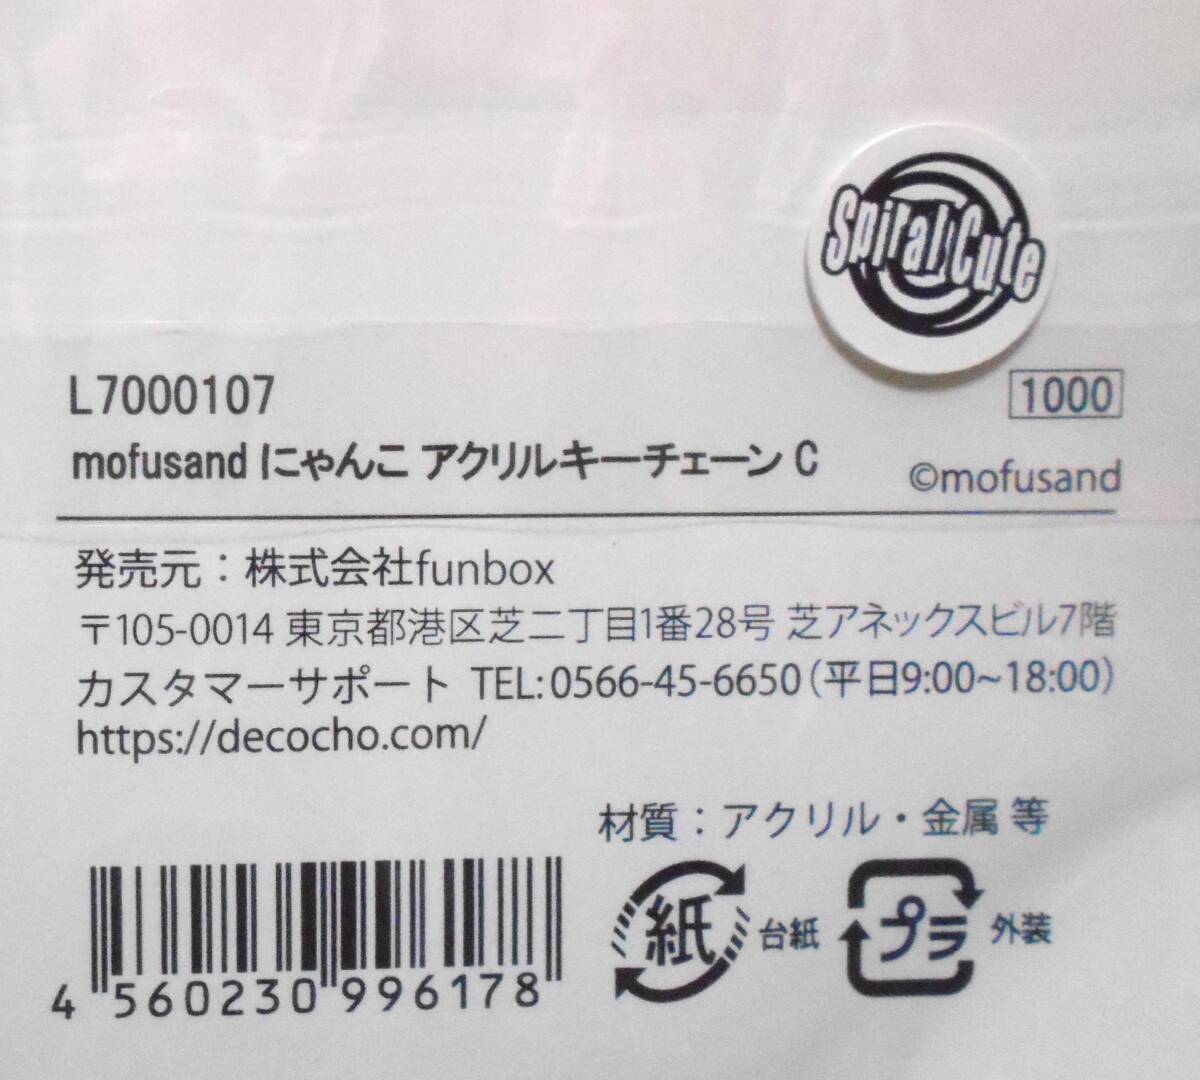 Spiral Cute
L7000107
1000
mofusand にゃんこ アクリルキーチェーン C
©mofusand
発売元：株式会社funbox
〒105-0014 東京都港区芝二丁目1番28号 芝アネックスビル7階
カスタマーサポート TEL:0566-45-6650(平日9:00~18:00)
https://decocho.com/
材質：アクリル・金属 等
紙 台紙
プラ 外装
4 560230 996178